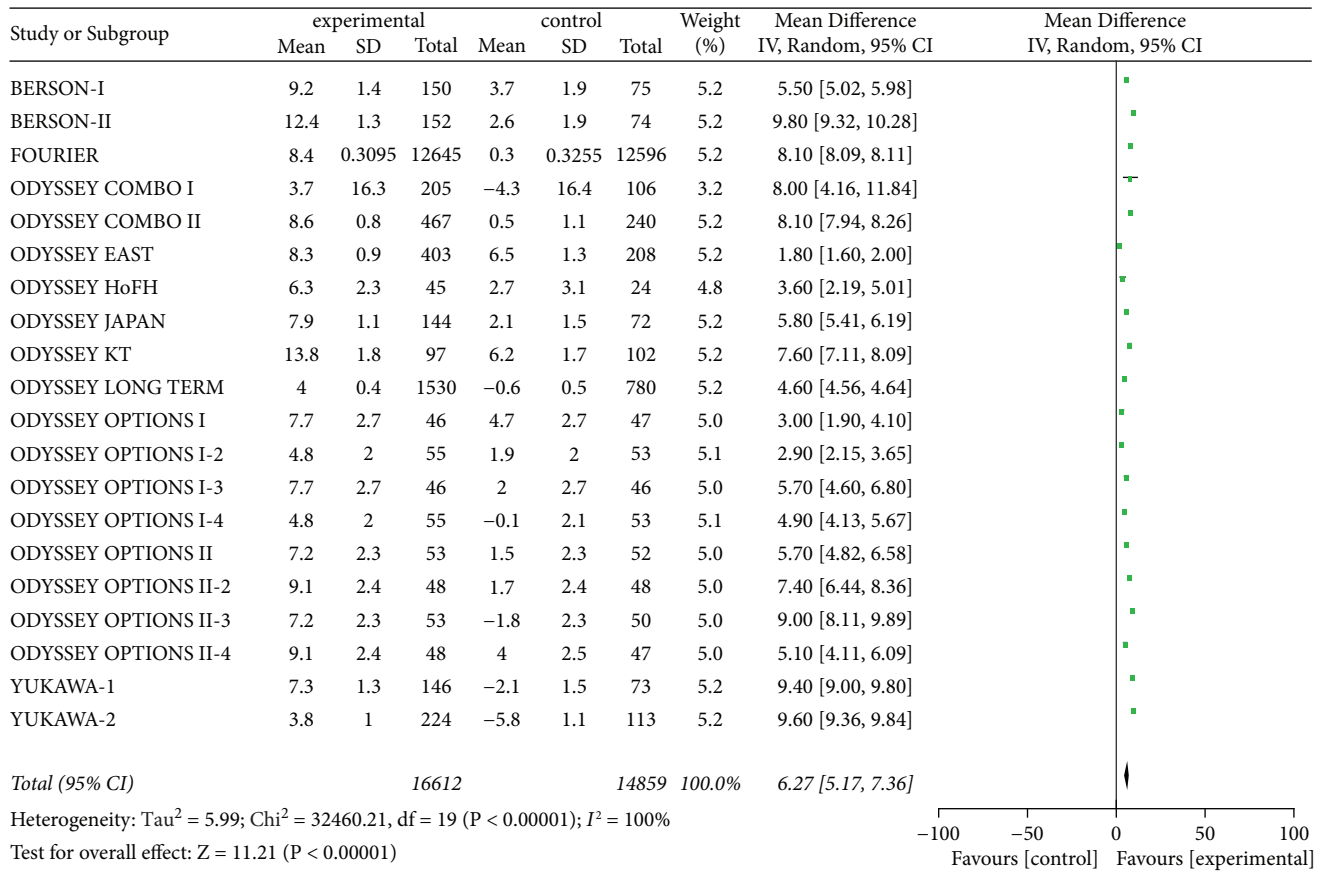 Study or Subgroup experimental control Weight Mean Difference Mean Difference
Mean SD Total Mean SD Total (%) IV, Random, 95% CI IV, Random, 95% CI
BERSON-I 9.2 1.4 150 3.7 1.9 75 5.2 5.50 [5.02, 5.98]
BERSON-II 12.4 1.3 152 2.6 1.9 74 5.2 9.80 [9.32, 10.28]
FOURIER 8.4 0.3095 12645 0.3 0.3255 12596 5.2 8.10 [8.09, 8.11]
ODYSSEY COMBO I 3.7 16.3 205 −4.3 16.4 106 3.2 8.00 [4.16, 11.84]
ODYSSEY COMBO II 8.6 0.8 467 0.5 1.1 240 5.2 8.10 [7.94, 8.26]
ODYSSEY EAST 8.3 0.9 403 6.5 1.3 208 5.2 1.80 [1.60, 2.00]
ODYSSEY HoFH 6.3 2.3 45 2.7 3.1 24 4.8 3.60 [2.19, 5.01]
ODYSSEY JAPAN 7.9 1.1 144 2.1 1.5 72 5.2 5.80 [5.41, 6.19]
ODYSSEY KT 13.8 1.8 97 6.2 1.7 102 5.2 7.60 [7.11, 8.09]
ODYSSEY LONG TERM 4 0.4 1530 −0.6 0.5 780 5.2 4.60 [4.56, 4.64]
ODYSSEY OPTIONS I 7.7 2.7 46 4.7 2.7 47 5.0 3.00 [1.90, 4.10]
ODYSSEY OPTIONS I-2 4.8 2 55 1.9 2 53 5.1 2.90 [2.15, 3.65]
ODYSSEY OPTIONS I-3 7.7 2.7 46 2 2.7 46 5.0 5.70 [4.60, 6.80]
ODYSSEY OPTIONS I-4 4.8 2 55 −0.1 2.1 53 5.1 4.90 [4.13, 5.67]
ODYSSEY OPTIONS II 7.2 2.3 53 1.5 2.3 52 5.0 5.70 [4.82, 6.58]
ODYSSEY OPTIONS II-2 9.1 2.4 48 1.7 2.4 48 5.0 7.40 [6.44, 8.36]
ODYSSEY OPTIONS II-3 7.2 2.3 53 −1.8 2.3 50 5.0 9.00 [8.11, 9.89]
ODYSSEY OPTIONS II-4 9.1 2.4 48 4 2.5 47 5.0 5.10 [4.11, 6.09]
YUKAWA-1 7.3 1.3 146 −2.1 1.5 73 5.2 9.40 [9.00, 9.80]
YUKAWA-2 3.8 1 224 −5.8 1.1 113 5.2 9.60 [9.36, 9.84]
Total (95% CI) 16612 14859 100.0% 6.27 [5.17, 7.36]
Heterogeneity: Tau² = 5.99; Chi² = 32460.21, df = 19 (P < 0.00001); I² = 100%
Test for overall effect: Z = 11.21 (P < 0.00001)
−100 −50 0 50 100
Favours [control] Favours [experimental]